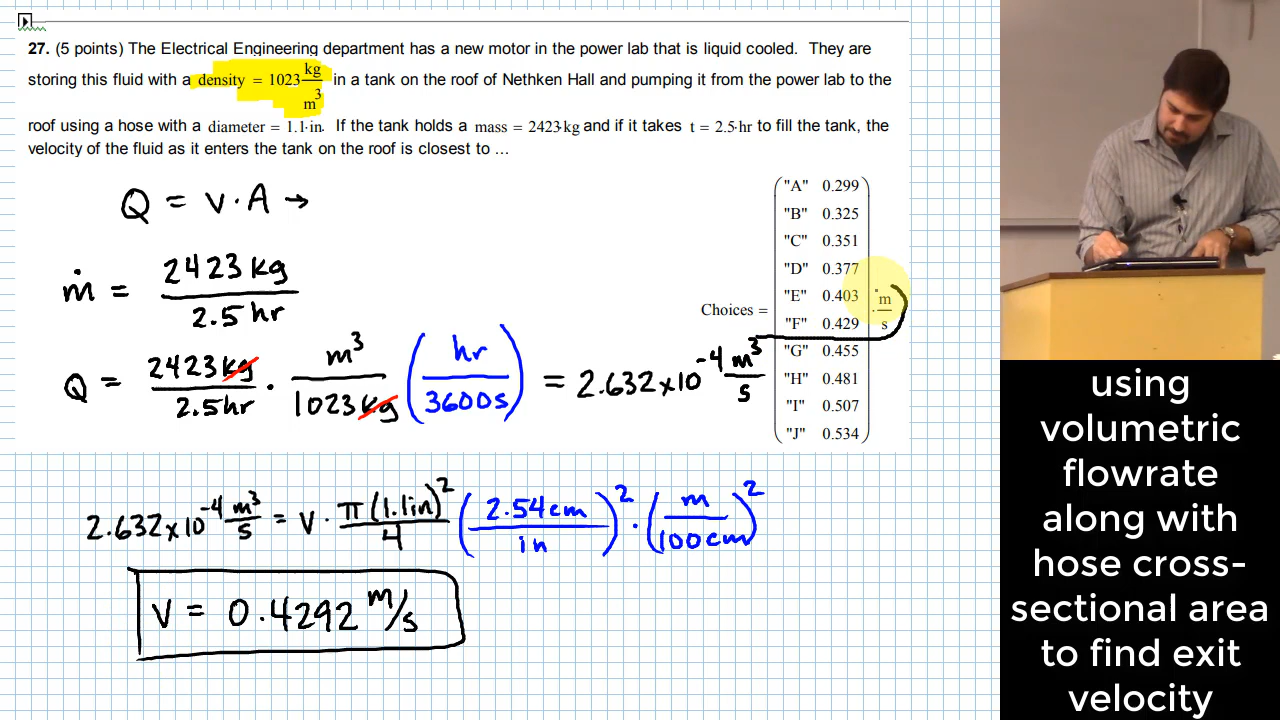 27. (5 points) The Electrical Engineering department has a new motor in the power lab that is liquid cooled. They are
storing this fluid with a density = 1023 kg/m³ in a tank on the roof of Nethken Hall and pumping it from the power lab to the
roof using a hose with a diameter = 1.1·in. If the tank holds a mass = 2423·kg and if it takes t = 2.5·hr to fill the tank, the
velocity of the fluid as it enters the tank on the roof is closest to …
Q = V·A →
ṁ = 2423 kg / 2.5 hr
Q = 2423 kg / 2.5 hr · m³ / 1023 kg (hr / 3600 s) = 2.632 x 10⁻⁴ m³/s
Choices =
"A" 0.299
"B" 0.325
"C" 0.351
"D" 0.377
"E" 0.403
"F" 0.429
"G" 0.455
"H" 0.481
"I" 0.507
"J" 0.534
· m/s
2.632 x 10⁻⁴ m³/s = V · π(1.1in)² / 4 (2.54 cm / in)² · (m / 100 cm)²
V = 0.4292 m/s
using
volumetric
flowrate
along with
hose cross-
sectional area
to find exit
velocity